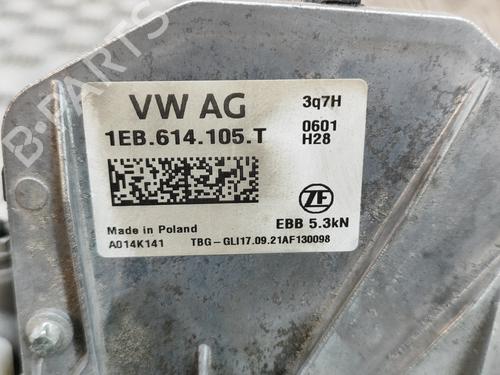 VW AG
3q7H
1EB.614.105.T
0601
H28
ZF
EBB 5.3kN
Made in Poland
A014K141
TBG-GLI17.09.21AF130098